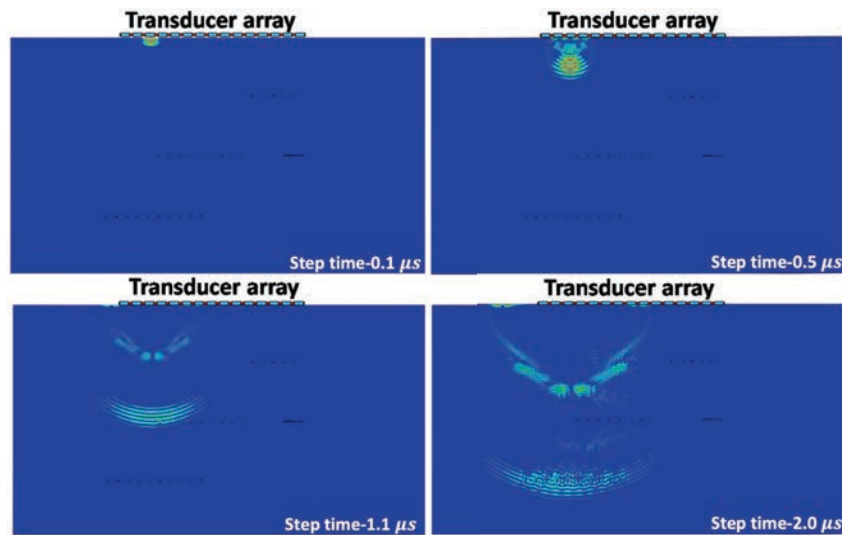 Transducer array
Step time-0.1 μs
Transducer array
Step time-0.5 μs
Transducer array
Step time-1.1 μs
Transducer array
Step time-2.0 μs